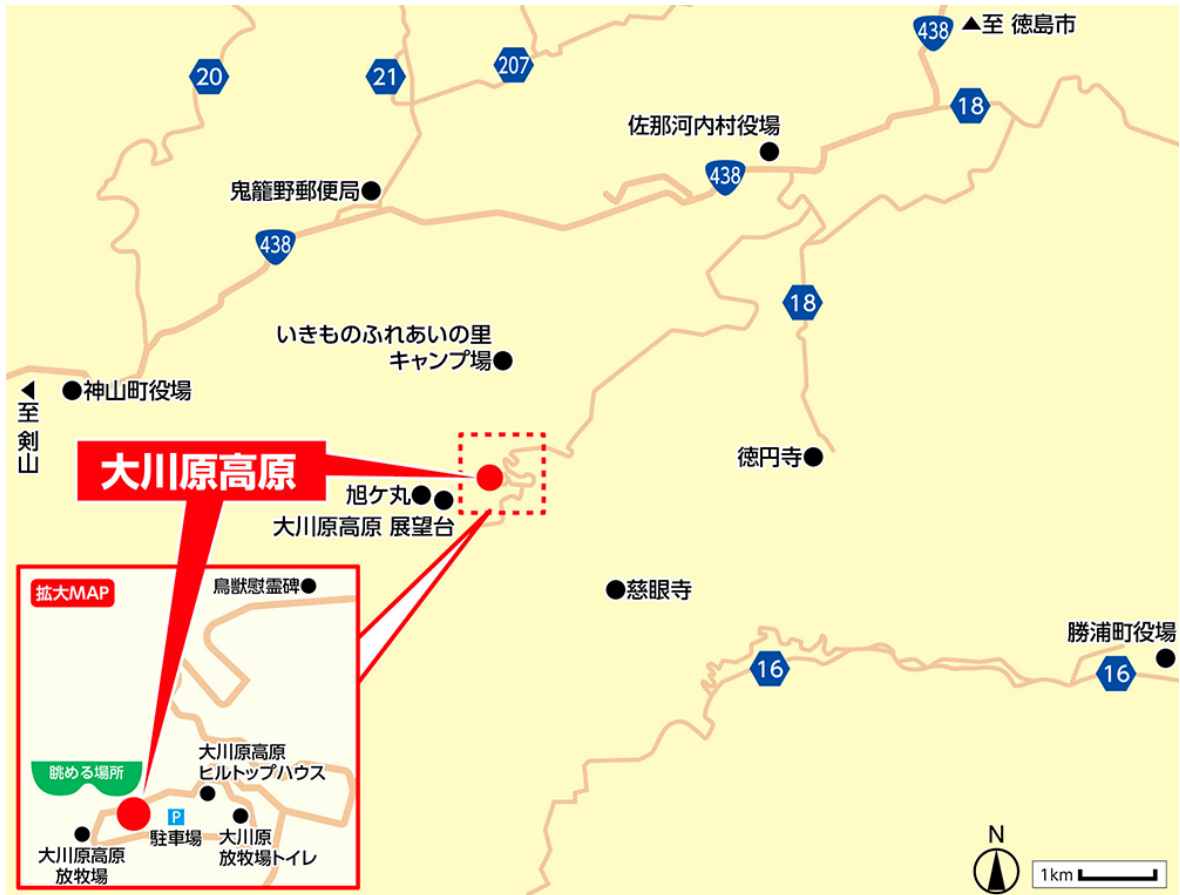 438
▲至 徳島市
20
21
207
18
佐那河内村役場
438
鬼籠野郵便局
438
18
いきものふれあいの里
キャンプ場
神山町役場
◀至 剣山
大川原高原
徳円寺
旭ケ丸
大川原高原 展望台
拡大MAP
鳥獣慰霊碑
慈眼寺
勝浦町役場
16
16
大川原高原
ヒルトップハウス
眺める場所
P
駐車場
大川原
放牧場トイレ
大川原高原
放牧場
N
1km